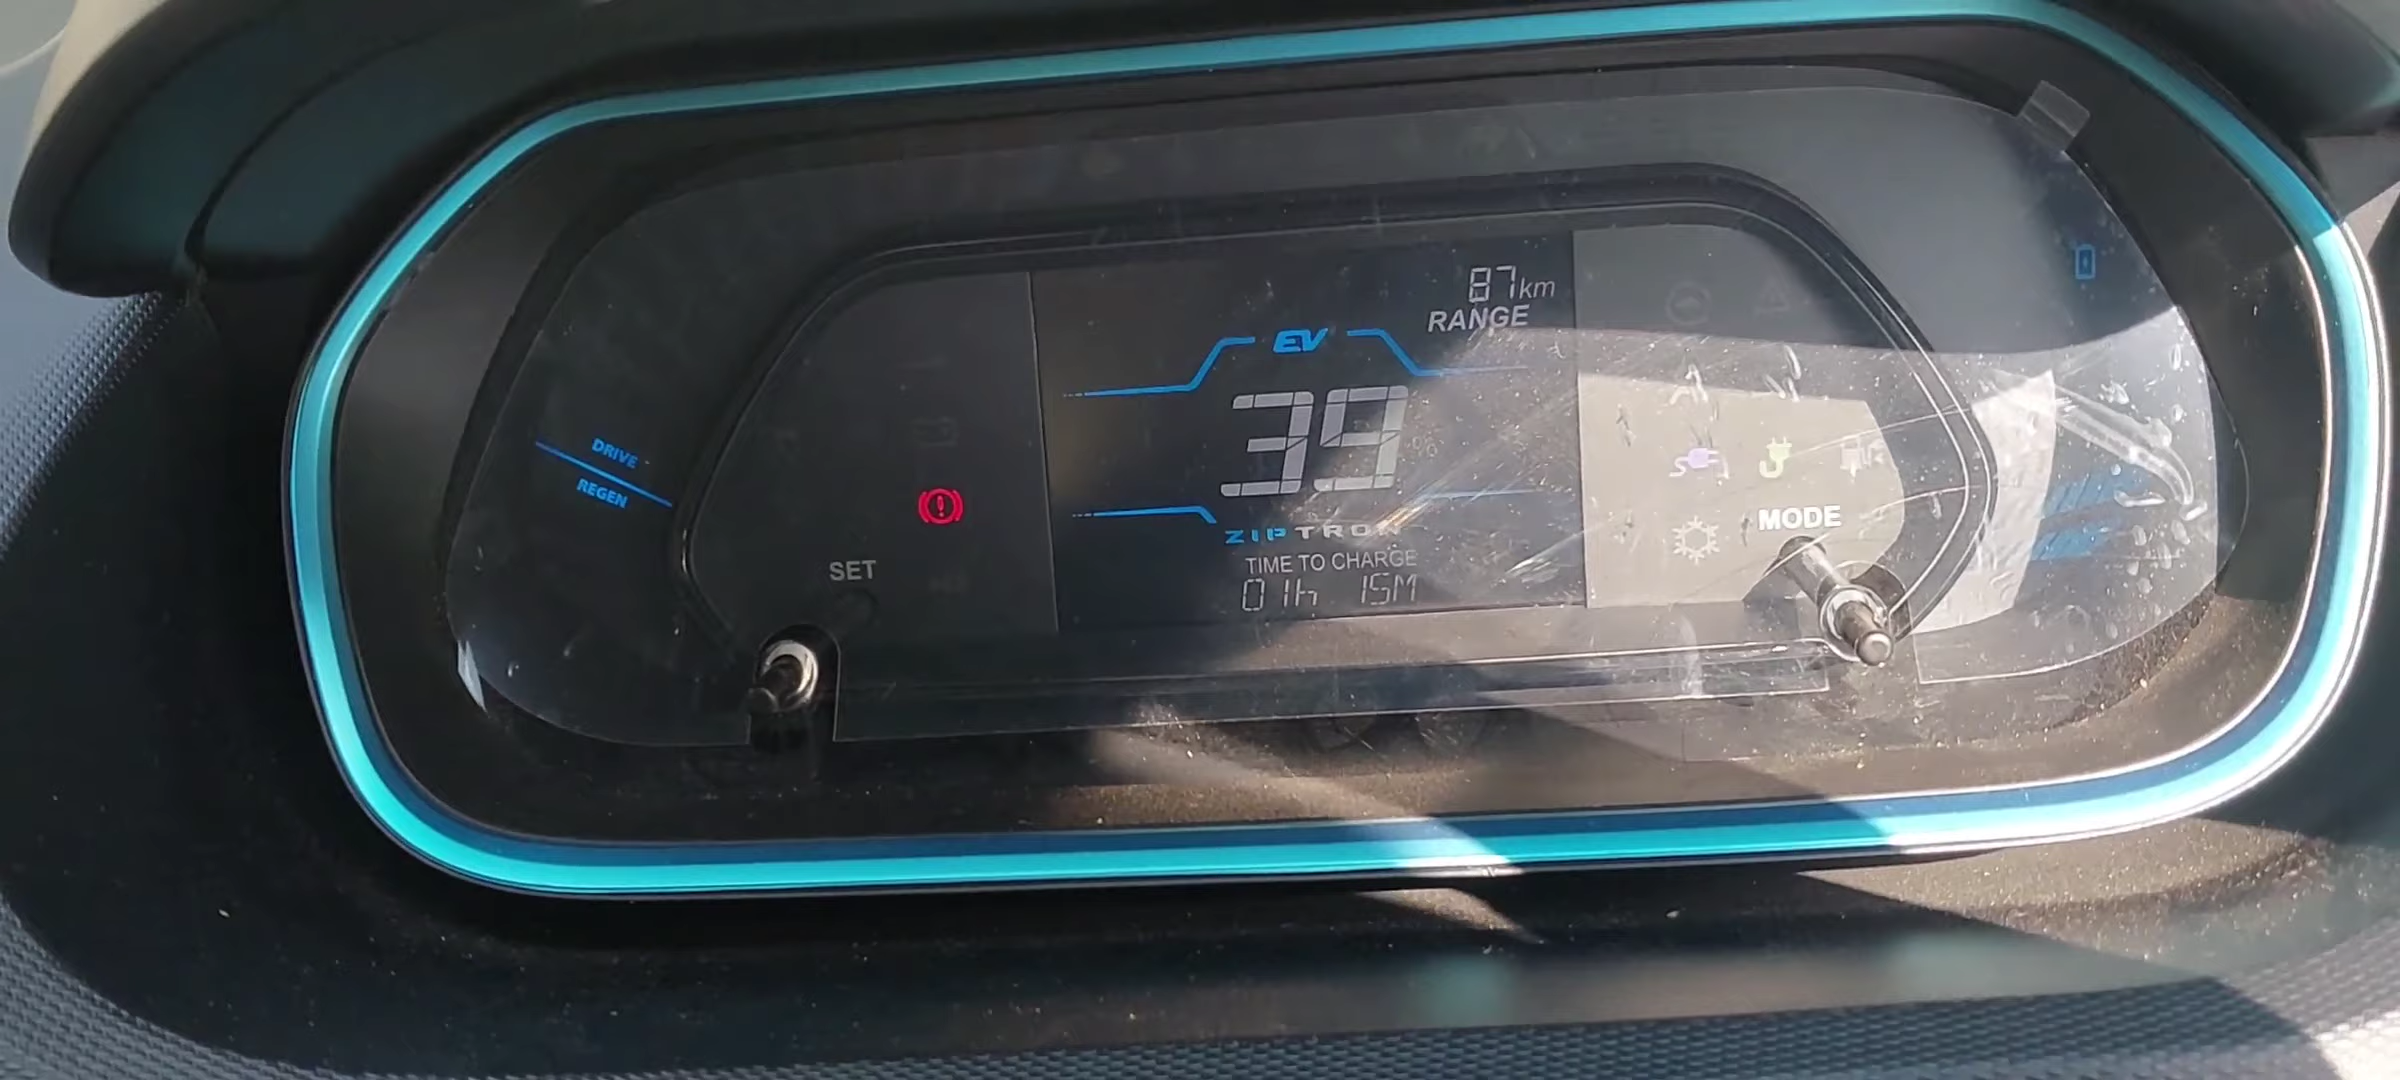 87km
RANGE
EV
39%
DRIVE
REGEN
ZIPTRON
SET
MODE
TIME TO CHARGE
01h 15M